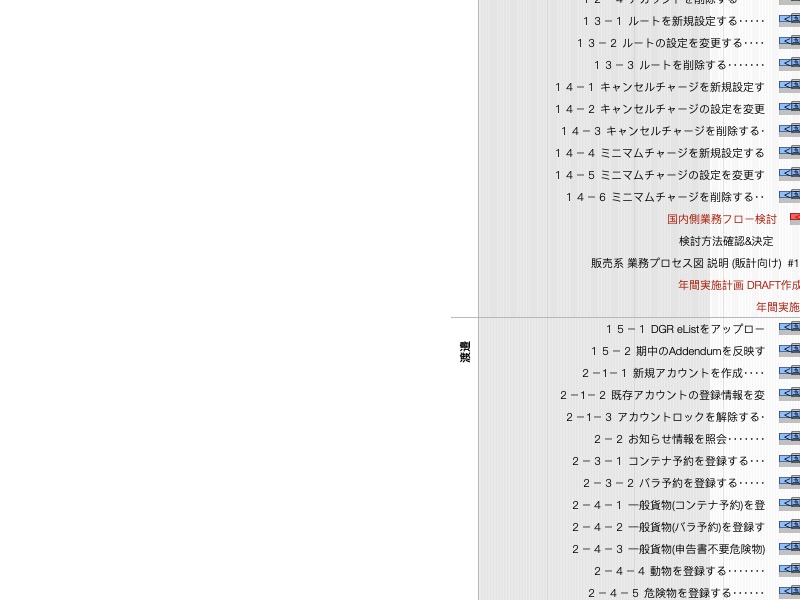 １３－１ ルートを新規設定する・・・・・
１３－２ ルートの設定を変更する・・・・
１３－３ ルートを削除する・・・・・・・
１４－１ キャンセルチャージを新規設定す
１４－２ キャンセルチャージの設定を変更
１４－３ キャンセルチャージを削除する・
１４－４ ミニマムチャージを新規設定する
１４－５ ミニマムチャージの設定を変更す
１４－６ ミニマムチャージを削除する・・
国内側業務フロー検討
検討方法確認&決定
販売系 業務プロセス図 説明 (販計向け) #1
年間実施計画 DRAFT作成
年間実施
１５－１ DGR eListをアップロー
渡邉
１５－２ 期中のAddendumを反映す
２－１－１ 新規アカウントを作成・・・・
２－１－２ 既存アカウントの登録情報を変
２－１－３ アカウントロックを解除する・
２－２ お知らせ情報を照会・・・・・・・
２－３－１ コンテナ予約を登録する・・・
２－３－２ バラ予約を登録する・・・・・
２－４－１ 一般貨物(コンテナ予約)を登
２－４－２ 一般貨物(バラ予約)を登録す
２－４－３ 一般貨物(申告書不要危険物)
２－４－４ 動物を登録する・・・・・・・
２－４－５ 危険物を登録する・・・・・・